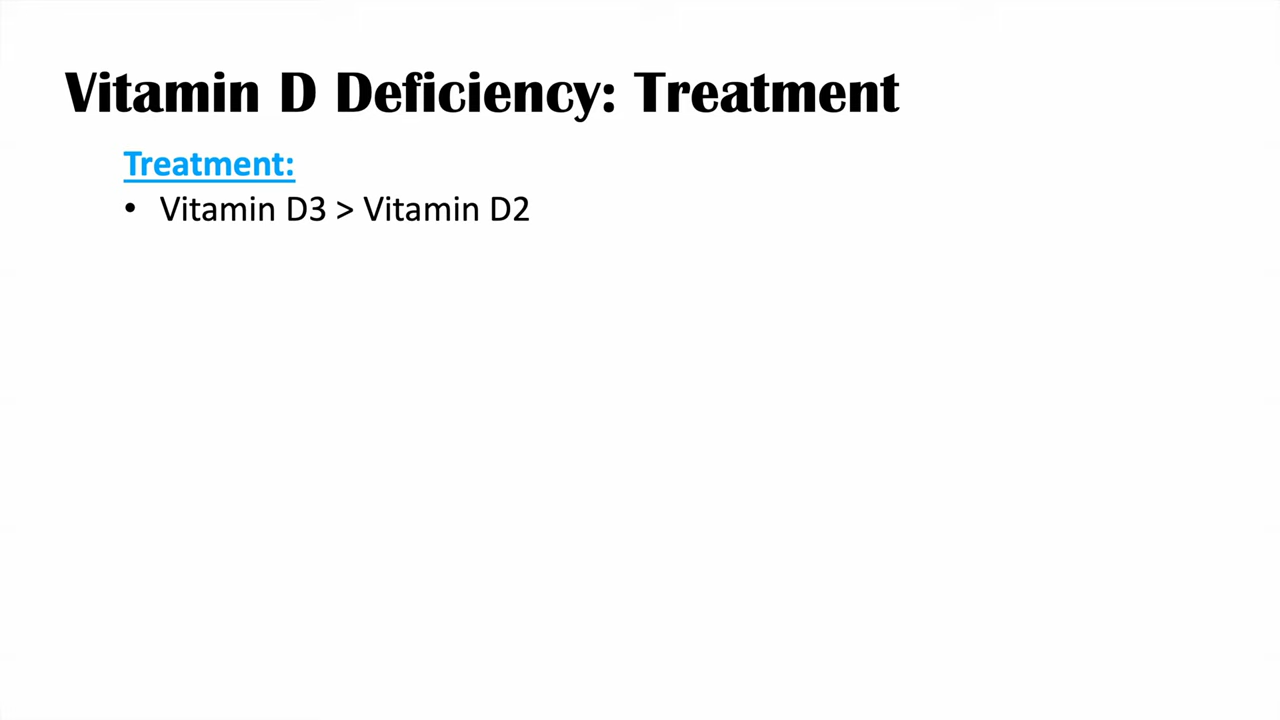 Vitamin D Deficiency: Treatment
Treatment:
• Vitamin D3 > Vitamin D2